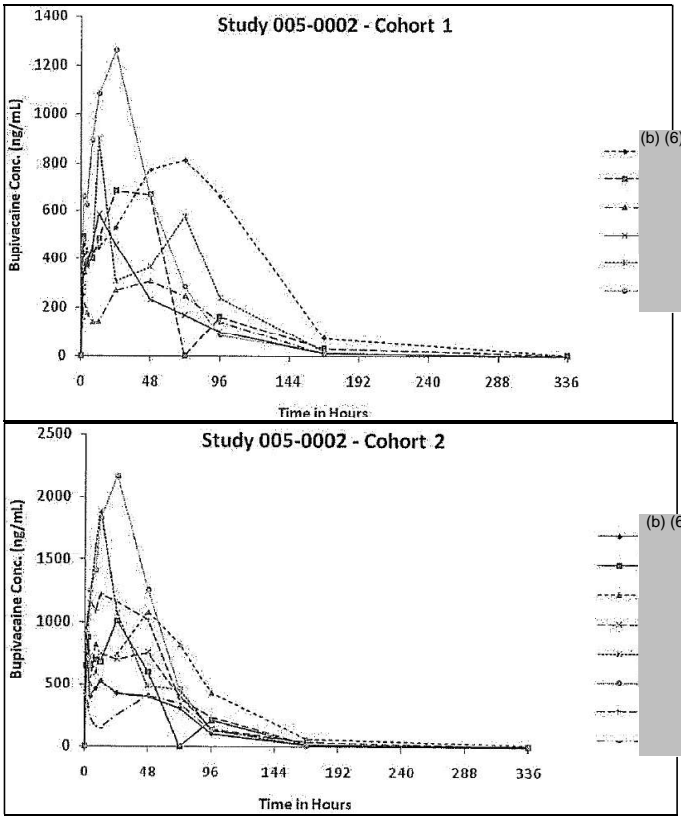 Study 005-0002 - Cohort 1
Bupivacaine Conc. (ng/mL)
1400
1200
1000
800
600
400
200
0
0 48 96 144 192 240 288 336
Time in Hours
(b) (6)
Study 005-0002 - Cohort 2
Bupivacaine Conc. (ng/mL)
2500
2000
1500
1000
500
0
0 48 96 144 192 240 288 336
Time in Hours
(b) (6